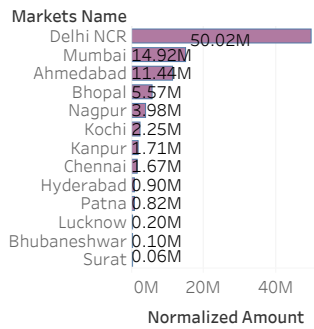 Markets Name
Delhi NCR 50.02M
Mumbai 14.92M
Ahmedabad 11.44M
Bhopal 5.57M
Nagpur 3.98M
Kochi 2.25M
Kanpur 1.71M
Chennai 1.67M
Hyderabad 0.90M
Patna 0.82M
Lucknow 0.20M
Bhubaneshwar 0.10M
Surat 0.06M
0M 20M 40M
Normalized Amount